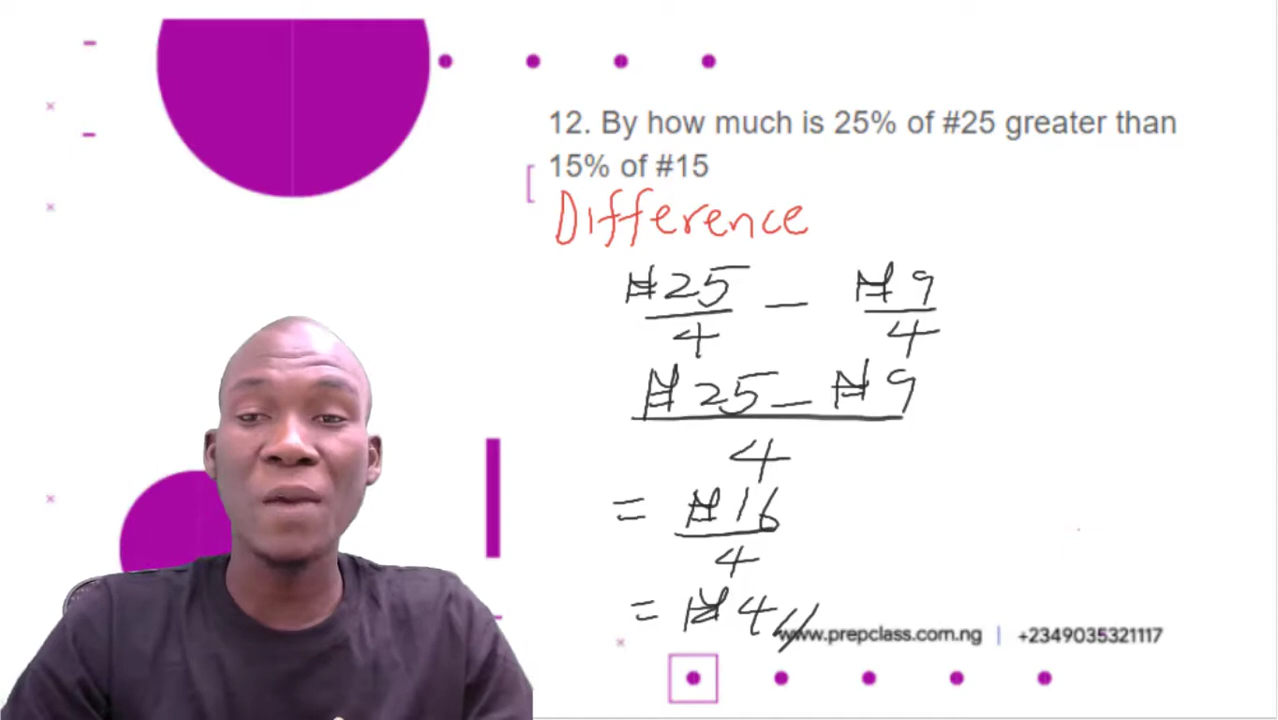 12. By how much is 25% of #25 greater than
15% of #15
Difference
₦25/4 − ₦9/4
₦25 − ₦9
4
= ₦16
4
= ₦4
www.prepclass.com.ng | +2349035321117